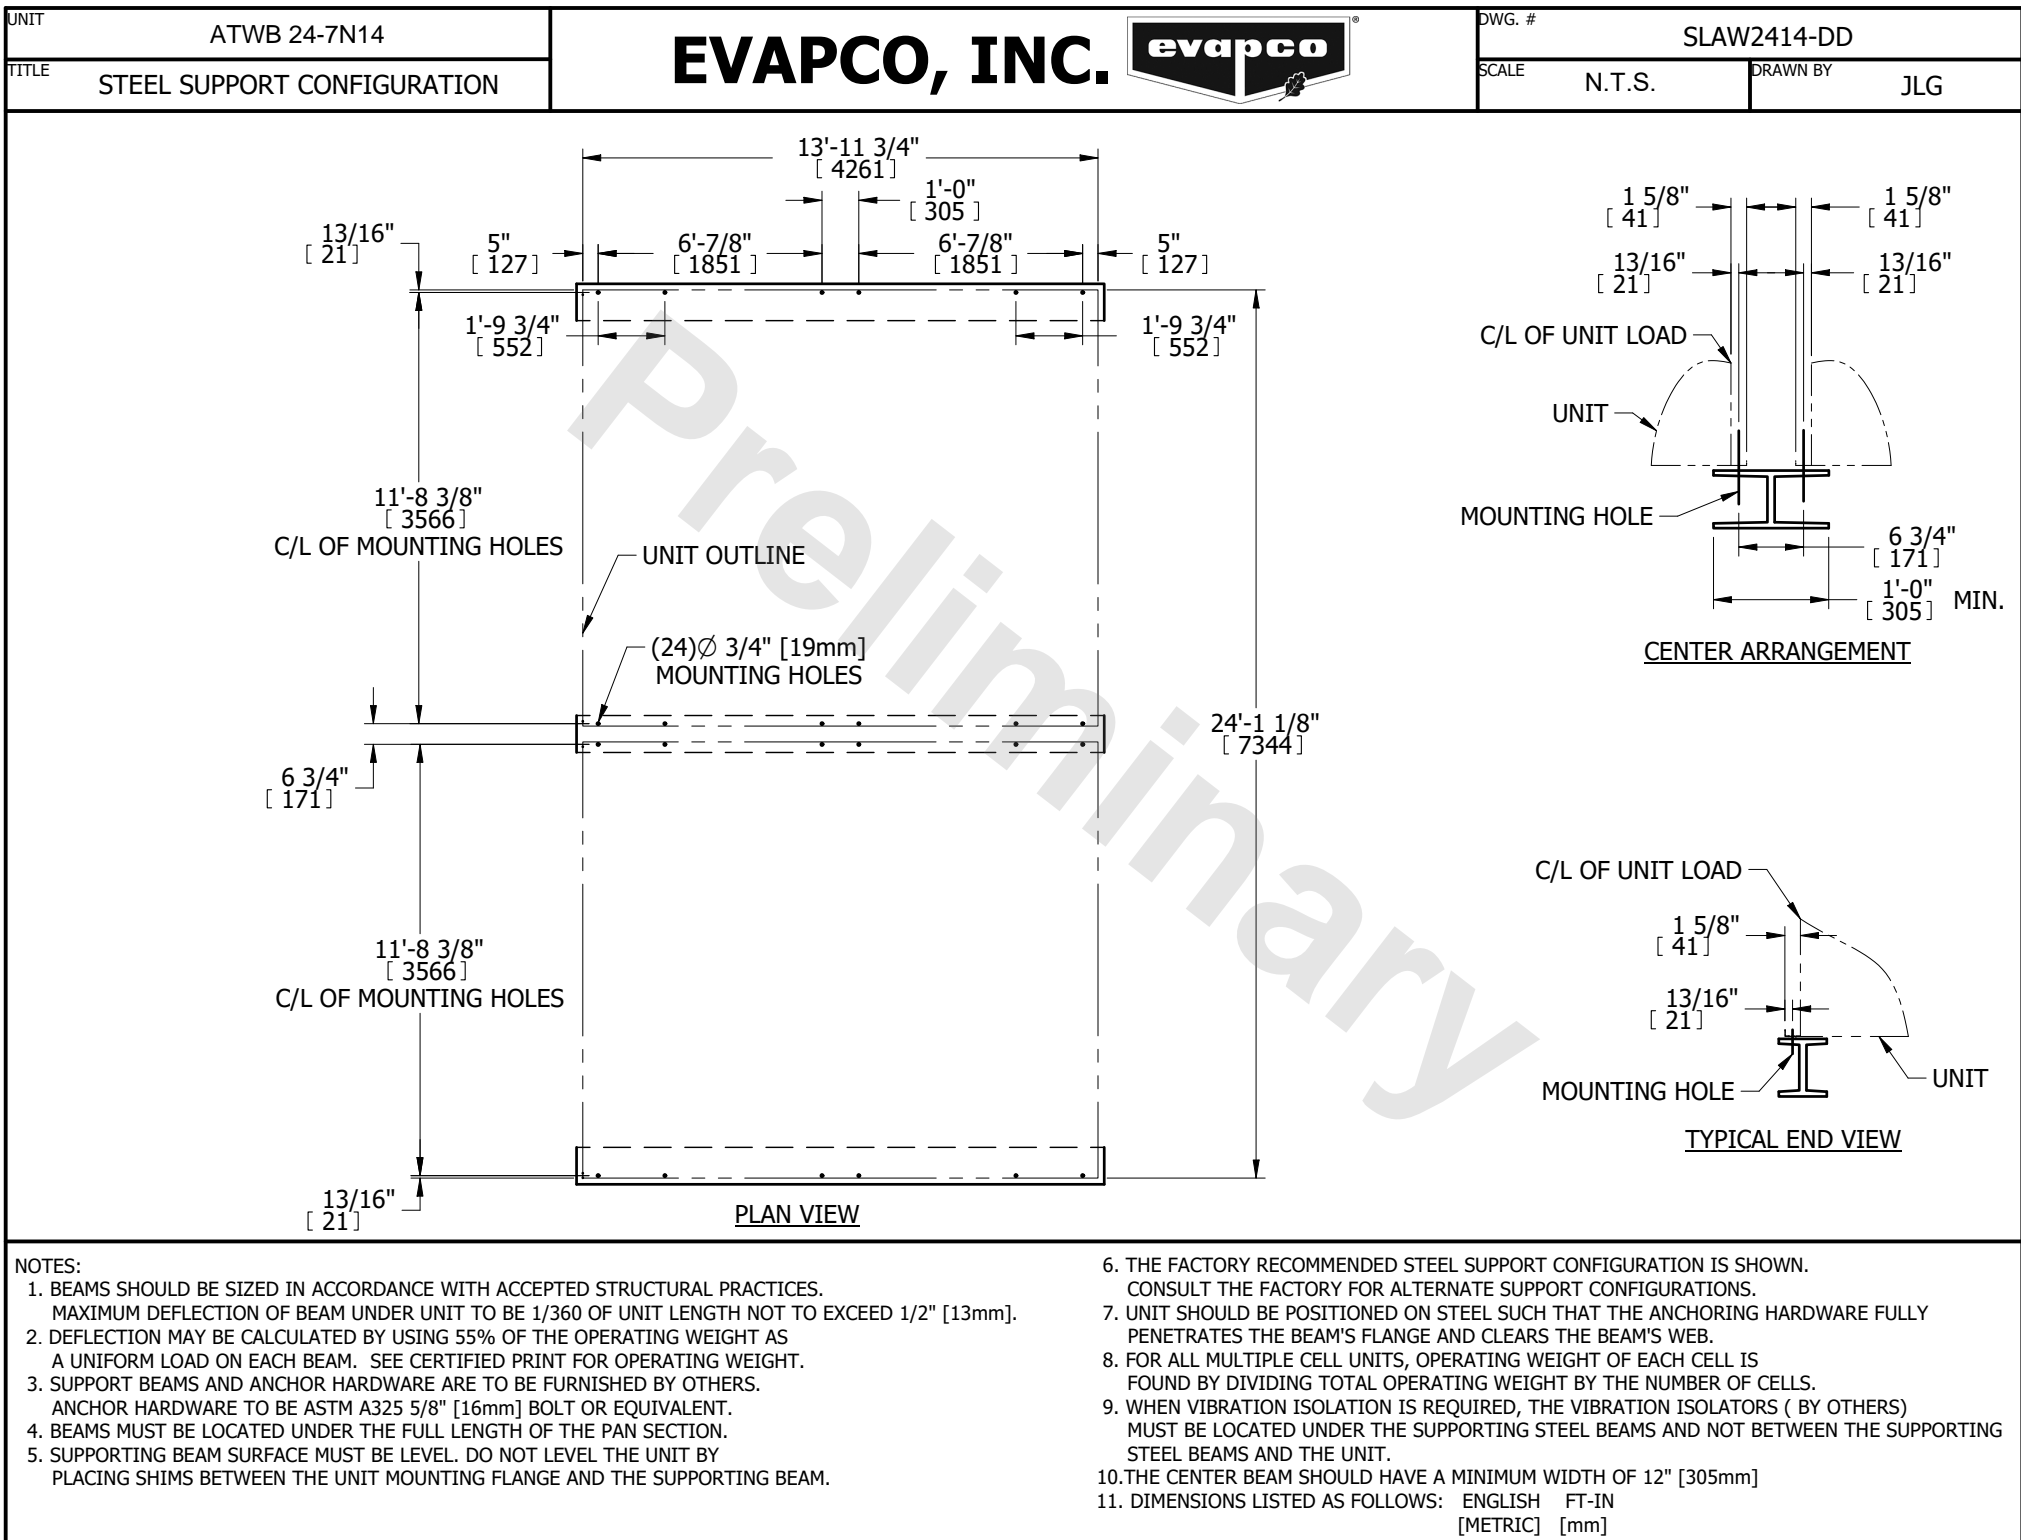 UNIT
ATWB 24-7N14
TITLE
STEEL SUPPORT CONFIGURATION
EVAPCO, INC.
evapco
®
DWG. #
SLAW2414-DD
SCALE
N.T.S.
DRAWN BY
JLG
13'-11 3/4"
[ 4261 ]
1'-0"
[ 305 ]
13/16"
[ 21 ]
5"
[ 127 ]
6'-7/8"
[ 1851 ]
6'-7/8"
[ 1851 ]
5"
[ 127 ]
1'-9 3/4"
[ 552 ]
1'-9 3/4"
[ 552 ]
11'-8 3/8"
[ 3566 ]
C/L OF MOUNTING HOLES
UNIT OUTLINE
(24)∅ 3/4" [19mm]
MOUNTING HOLES
24'-1 1/8"
[ 7344 ]
6 3/4"
[ 171 ]
11'-8 3/8"
[ 3566 ]
C/L OF MOUNTING HOLES
13/16"
[ 21 ]
PLAN VIEW
Preliminary
1 5/8"
[ 41 ]
1 5/8"
[ 41 ]
13/16"
[ 21 ]
13/16"
[ 21 ]
C/L OF UNIT LOAD
UNIT
MOUNTING HOLE
6 3/4"
[ 171 ]
1'-0"
[ 305 ] MIN.
CENTER ARRANGEMENT
C/L OF UNIT LOAD
1 5/8"
[ 41 ]
13/16"
[ 21 ]
MOUNTING HOLE
UNIT
TYPICAL END VIEW
NOTES:
1. BEAMS SHOULD BE SIZED IN ACCORDANCE WITH ACCEPTED STRUCTURAL PRACTICES.
MAXIMUM DEFLECTION OF BEAM UNDER UNIT TO BE 1/360 OF UNIT LENGTH NOT TO EXCEED 1/2" [13mm].
2. DEFLECTION MAY BE CALCULATED BY USING 55% OF THE OPERATING WEIGHT AS
A UNIFORM LOAD ON EACH BEAM. SEE CERTIFIED PRINT FOR OPERATING WEIGHT.
3. SUPPORT BEAMS AND ANCHOR HARDWARE ARE TO BE FURNISHED BY OTHERS.
ANCHOR HARDWARE TO BE ASTM A325 5/8" [16mm] BOLT OR EQUIVALENT.
4. BEAMS MUST BE LOCATED UNDER THE FULL LENGTH OF THE PAN SECTION.
5. SUPPORTING BEAM SURFACE MUST BE LEVEL. DO NOT LEVEL THE UNIT BY
PLACING SHIMS BETWEEN THE UNIT MOUNTING FLANGE AND THE SUPPORTING BEAM.
6. THE FACTORY RECOMMENDED STEEL SUPPORT CONFIGURATION IS SHOWN.
CONSULT THE FACTORY FOR ALTERNATE SUPPORT CONFIGURATIONS.
7. UNIT SHOULD BE POSITIONED ON STEEL SUCH THAT THE ANCHORING HARDWARE FULLY
PENETRATES THE BEAM'S FLANGE AND CLEARS THE BEAM'S WEB.
8. FOR ALL MULTIPLE CELL UNITS, OPERATING WEIGHT OF EACH CELL IS
FOUND BY DIVIDING TOTAL OPERATING WEIGHT BY THE NUMBER OF CELLS.
9. WHEN VIBRATION ISOLATION IS REQUIRED, THE VIBRATION ISOLATORS ( BY OTHERS)
MUST BE LOCATED UNDER THE SUPPORTING STEEL BEAMS AND NOT BETWEEN THE SUPPORTING
STEEL BEAMS AND THE UNIT.
10.THE CENTER BEAM SHOULD HAVE A MINIMUM WIDTH OF 12" [305mm]
11. DIMENSIONS LISTED AS FOLLOWS: ENGLISH FT-IN
[METRIC] [mm]